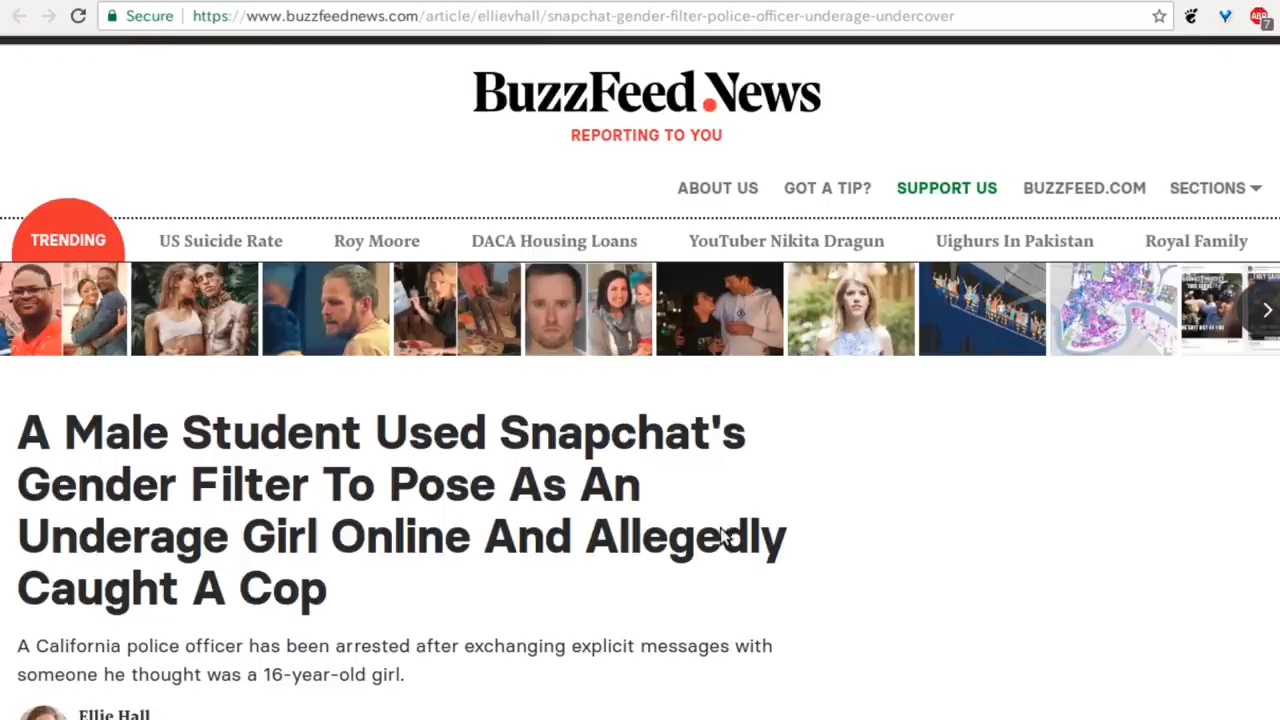 Secure https://www.buzzfeednews.com/article/ellievhall/snapchat-gender-filter-police-officer-underage-undercover
ABP
7
BuzzFeed News
REPORTING TO YOU
ABOUT US GOT A TIP? SUPPORT US BUZZFEED.COM SECTIONS
TRENDING US Suicide Rate Roy Moore DACA Housing Loans YouTuber Nikita Dragun Uighurs In Pakistan Royal Family
A Male Student Used Snapchat's
Gender Filter To Pose As An
Underage Girl Online And Allegedly
Caught A Cop
A California police officer has been arrested after exchanging explicit messages with
someone he thought was a 16-year-old girl.
Ellie Hall